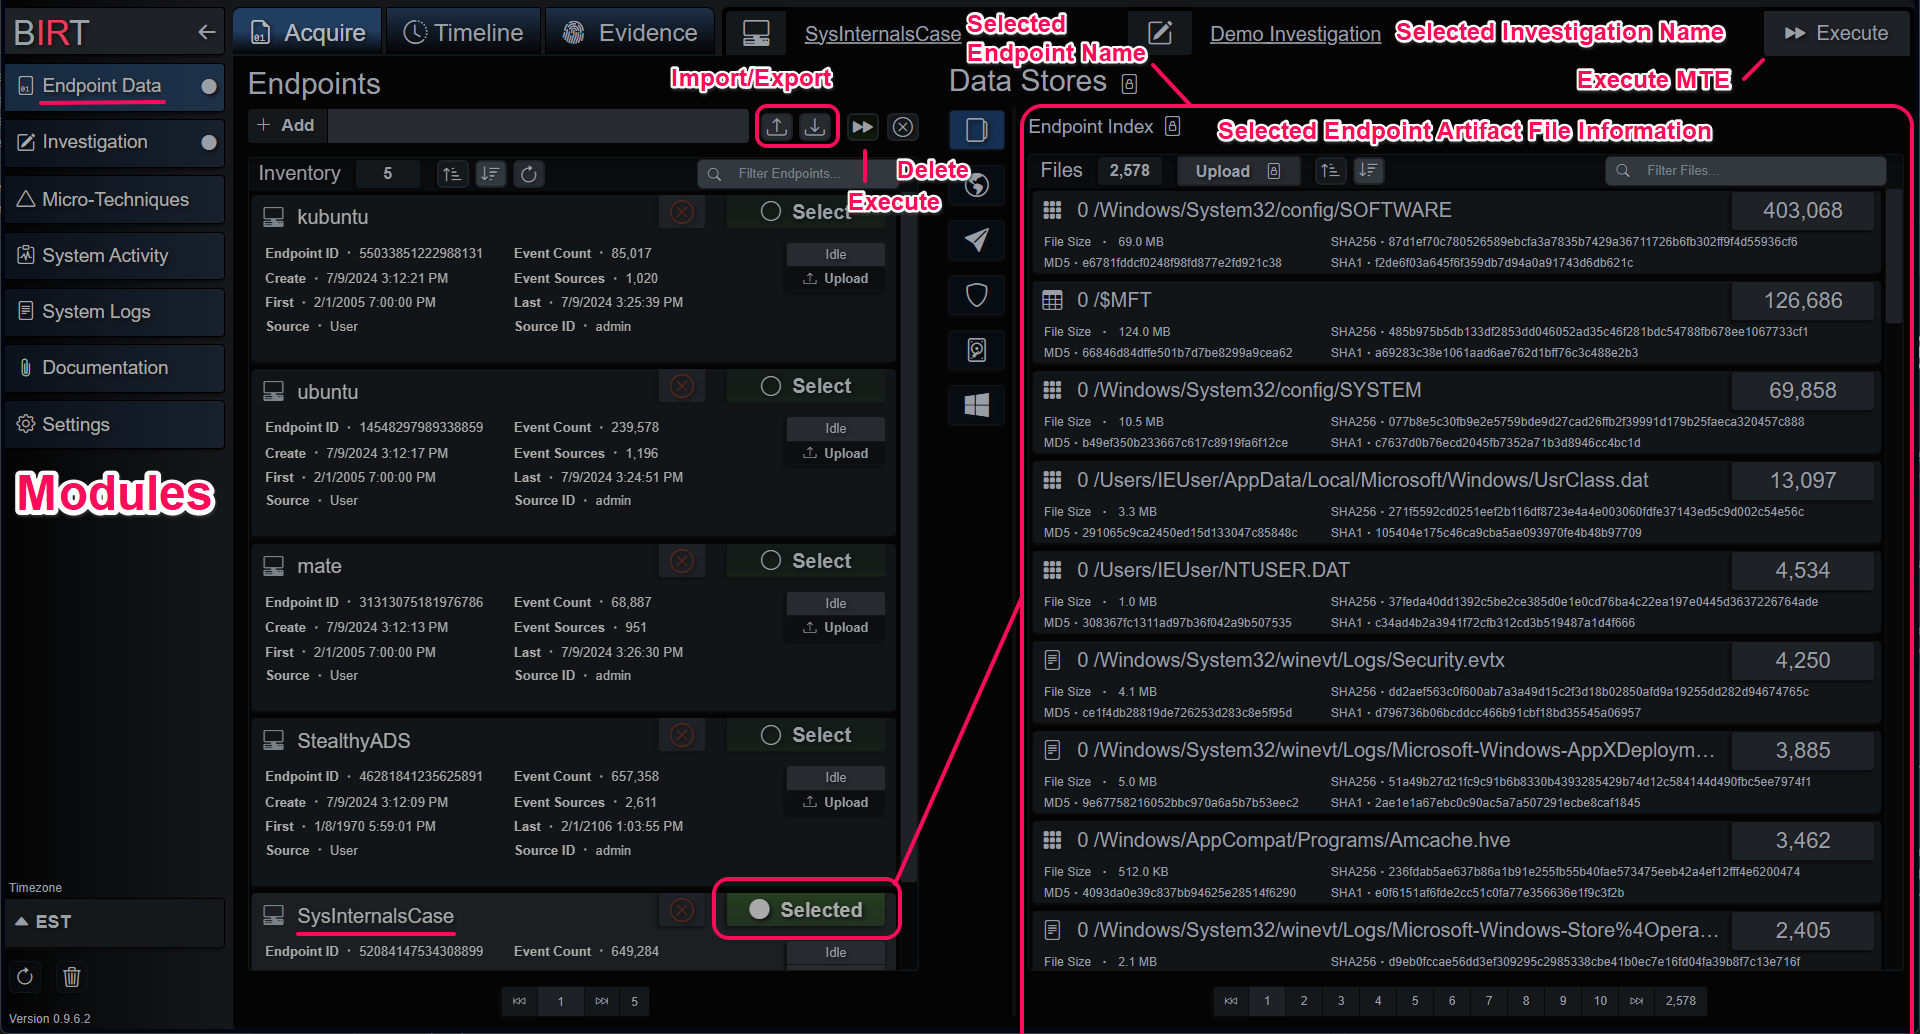 BIRT
Endpoint Data
Investigation
Micro-Techniques
System Activity
System Logs
Documentation
Settings
Modules
Timezone
EST
Version 0.9.6.2
Acquire
Timeline
Evidence
SysInternalsCase
Selected
Endpoint Name
Demo Investigation
Selected Investigation Name
Execute
Execute MTE
Endpoints
Import/Export
+ Add
Delete
Execute
Inventory 5
Filter Endpoints...
kubuntu
Select
Endpoint ID · 55033851222988131 Event Count · 85,017
Idle
Create · 7/9/2024 3:12:21 PM Event Sources · 1,020
Upload
First · 2/1/2005 7:00:00 PM Last · 7/9/2024 3:25:39 PM
Source · User Source ID · admin
ubuntu
Select
Endpoint ID · 14548297989338859 Event Count · 239,578
Idle
Create · 7/9/2024 3:12:17 PM Event Sources · 1,196
Upload
First · 2/1/2005 7:00:00 PM Last · 7/9/2024 3:24:51 PM
Source · User Source ID · admin
mate
Select
Endpoint ID · 31313075181976786 Event Count · 68,887
Idle
Create · 7/9/2024 3:12:13 PM Event Sources · 951
Upload
First · 2/1/2005 7:00:00 PM Last · 7/9/2024 3:26:30 PM
Source · User Source ID · admin
StealthyADS
Select
Endpoint ID · 46281841235625891 Event Count · 657,358
Idle
Create · 7/9/2024 3:12:09 PM Event Sources · 2,611
Upload
First · 1/8/1970 5:59:01 PM Last · 2/1/2106 1:03:55 PM
Source · User Source ID · admin
SysInternalsCase
Selected
Endpoint ID · 52084147534308899 Event Count · 649,284
Idle
1 5
Data Stores
Endpoint Index
Selected Endpoint Artifact File Information
Files 2,578 Upload
Filter Files...
0 /Windows/System32/config/SOFTWARE 403,068
File Size · 69.0 MB SHA256 · 87d1ef70c780526589ebcfa3a7835b7429a36711726b6fb302ff9f4d55936cf6
MD5 · e6781fddcf0248f98fd877e2fd921c38 SHA1 · f2de6f03a645f6f359db7d94a0a91743d6db621c
0 /$MFT 126,686
File Size · 124.0 MB SHA256 · 485b975b5db133df2853dd046052ad35c46f281bdc54788fb678ee1067733cf1
MD5 · 66846d84dffe501b7d7be8299a9cea62 SHA1 · a69283c38e1061aad6ae762d1bff76c3c488e2b3
0 /Windows/System32/config/SYSTEM 69,858
File Size · 10.5 MB SHA256 · 077b8e5c30fb9e2e5759bde9d27cad26ffb2f39991d179b25faeca320457c888
MD5 · b49ef350b233667c617c8919fa6f12ce SHA1 · c7637d0b76ecd2045fb7352a71b3d8946cc4bc1d
0 /Users/IEUser/AppData/Local/Microsoft/Windows/UsrClass.dat 13,097
File Size · 3.3 MB SHA256 · 271f5592cd0251eef2b116df8723e4a4e003060fdfe37143ed5c9d002c54e56c
MD5 · 291065c9ca2450ed15d133047c85848c SHA1 · 105404e175c46ca9cba5ae093970fe4b48b97709
0 /Users/IEUser/NTUSER.DAT 4,534
File Size · 1.0 MB SHA256 · 37feda40dd1392c5be2ce385d0e1e0cd76ba4c22ea197e0445d3637226764ade
MD5 · 308367fc1311ad97b36f042a9b507535 SHA1 · c34ad4b2a3941f72cfb312cd3b519487a1d4f666
0 /Windows/System32/winevt/Logs/Security.evtx 4,250
File Size · 4.1 MB SHA256 · dd2aef563c0f600ab7a3a49d15c2f3d18b02850afd9a19255dd282d94674765c
MD5 · ce1f4db28819de726253d283c8e5f95d SHA1 · d796736b06bcddcc466b91cbf18bd35545a06957
0 /Windows/System32/winevt/Logs/Microsoft-Windows-AppXDeploym... 3,885
File Size · 5.0 MB SHA256 · 51a49b27d21fc9c91b6b8330b4393285429b74d12c584144d490fbc5ee7974f1
MD5 · 9e67758216052bbc970a6a5b7b53eec2 SHA1 · 2ae1e1a67ebc0c90ac5a7a507291ecbe8caf1845
0 /Windows/AppCompat/Programs/Amcache.hve 3,462
File Size · 512.0 KB SHA256 · 236fdab5ae637b86a1b91e255fb55b40fae573475eeb42a4ef12fff4e6200474
MD5 · 4093da0e39c837bb94625e28514f6290 SHA1 · e0f6151af6fde2cc51c0fa77e356636e1f9c3f2b
0 /Windows/System32/winevt/Logs/Microsoft-Windows-Store%4Opera... 2,405
File Size · 2.1 MB SHA256 · d9eb0fccae56dd3ef309295c2985338cbe41b0ec7e16fd04fa39b8f7c13e716f
1 2 3 4 5 6 7 8 9 10 2,578